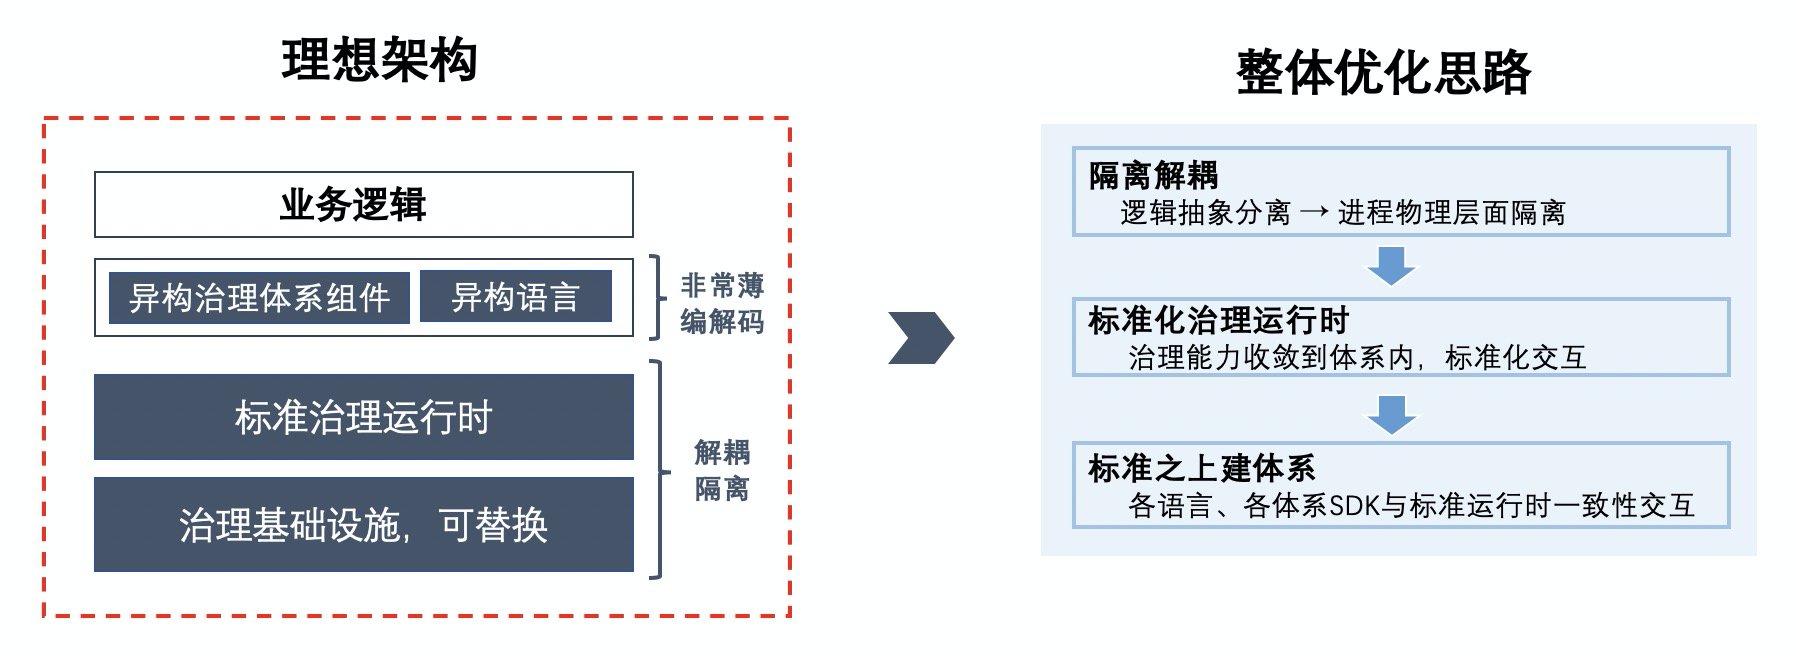 理想架构
业务逻辑
异构治理体系组件
异构语言
非常薄
编解码
标准治理运行时
治理基础设施，可替换
解耦
隔离
整体优化思路
隔离解耦
逻辑抽象分离 → 进程物理层面隔离
标准化治理运行时
治理能力收敛到体系内，标准化交互
标准之上建体系
各语言、各体系SDK与标准运行时一致性交互